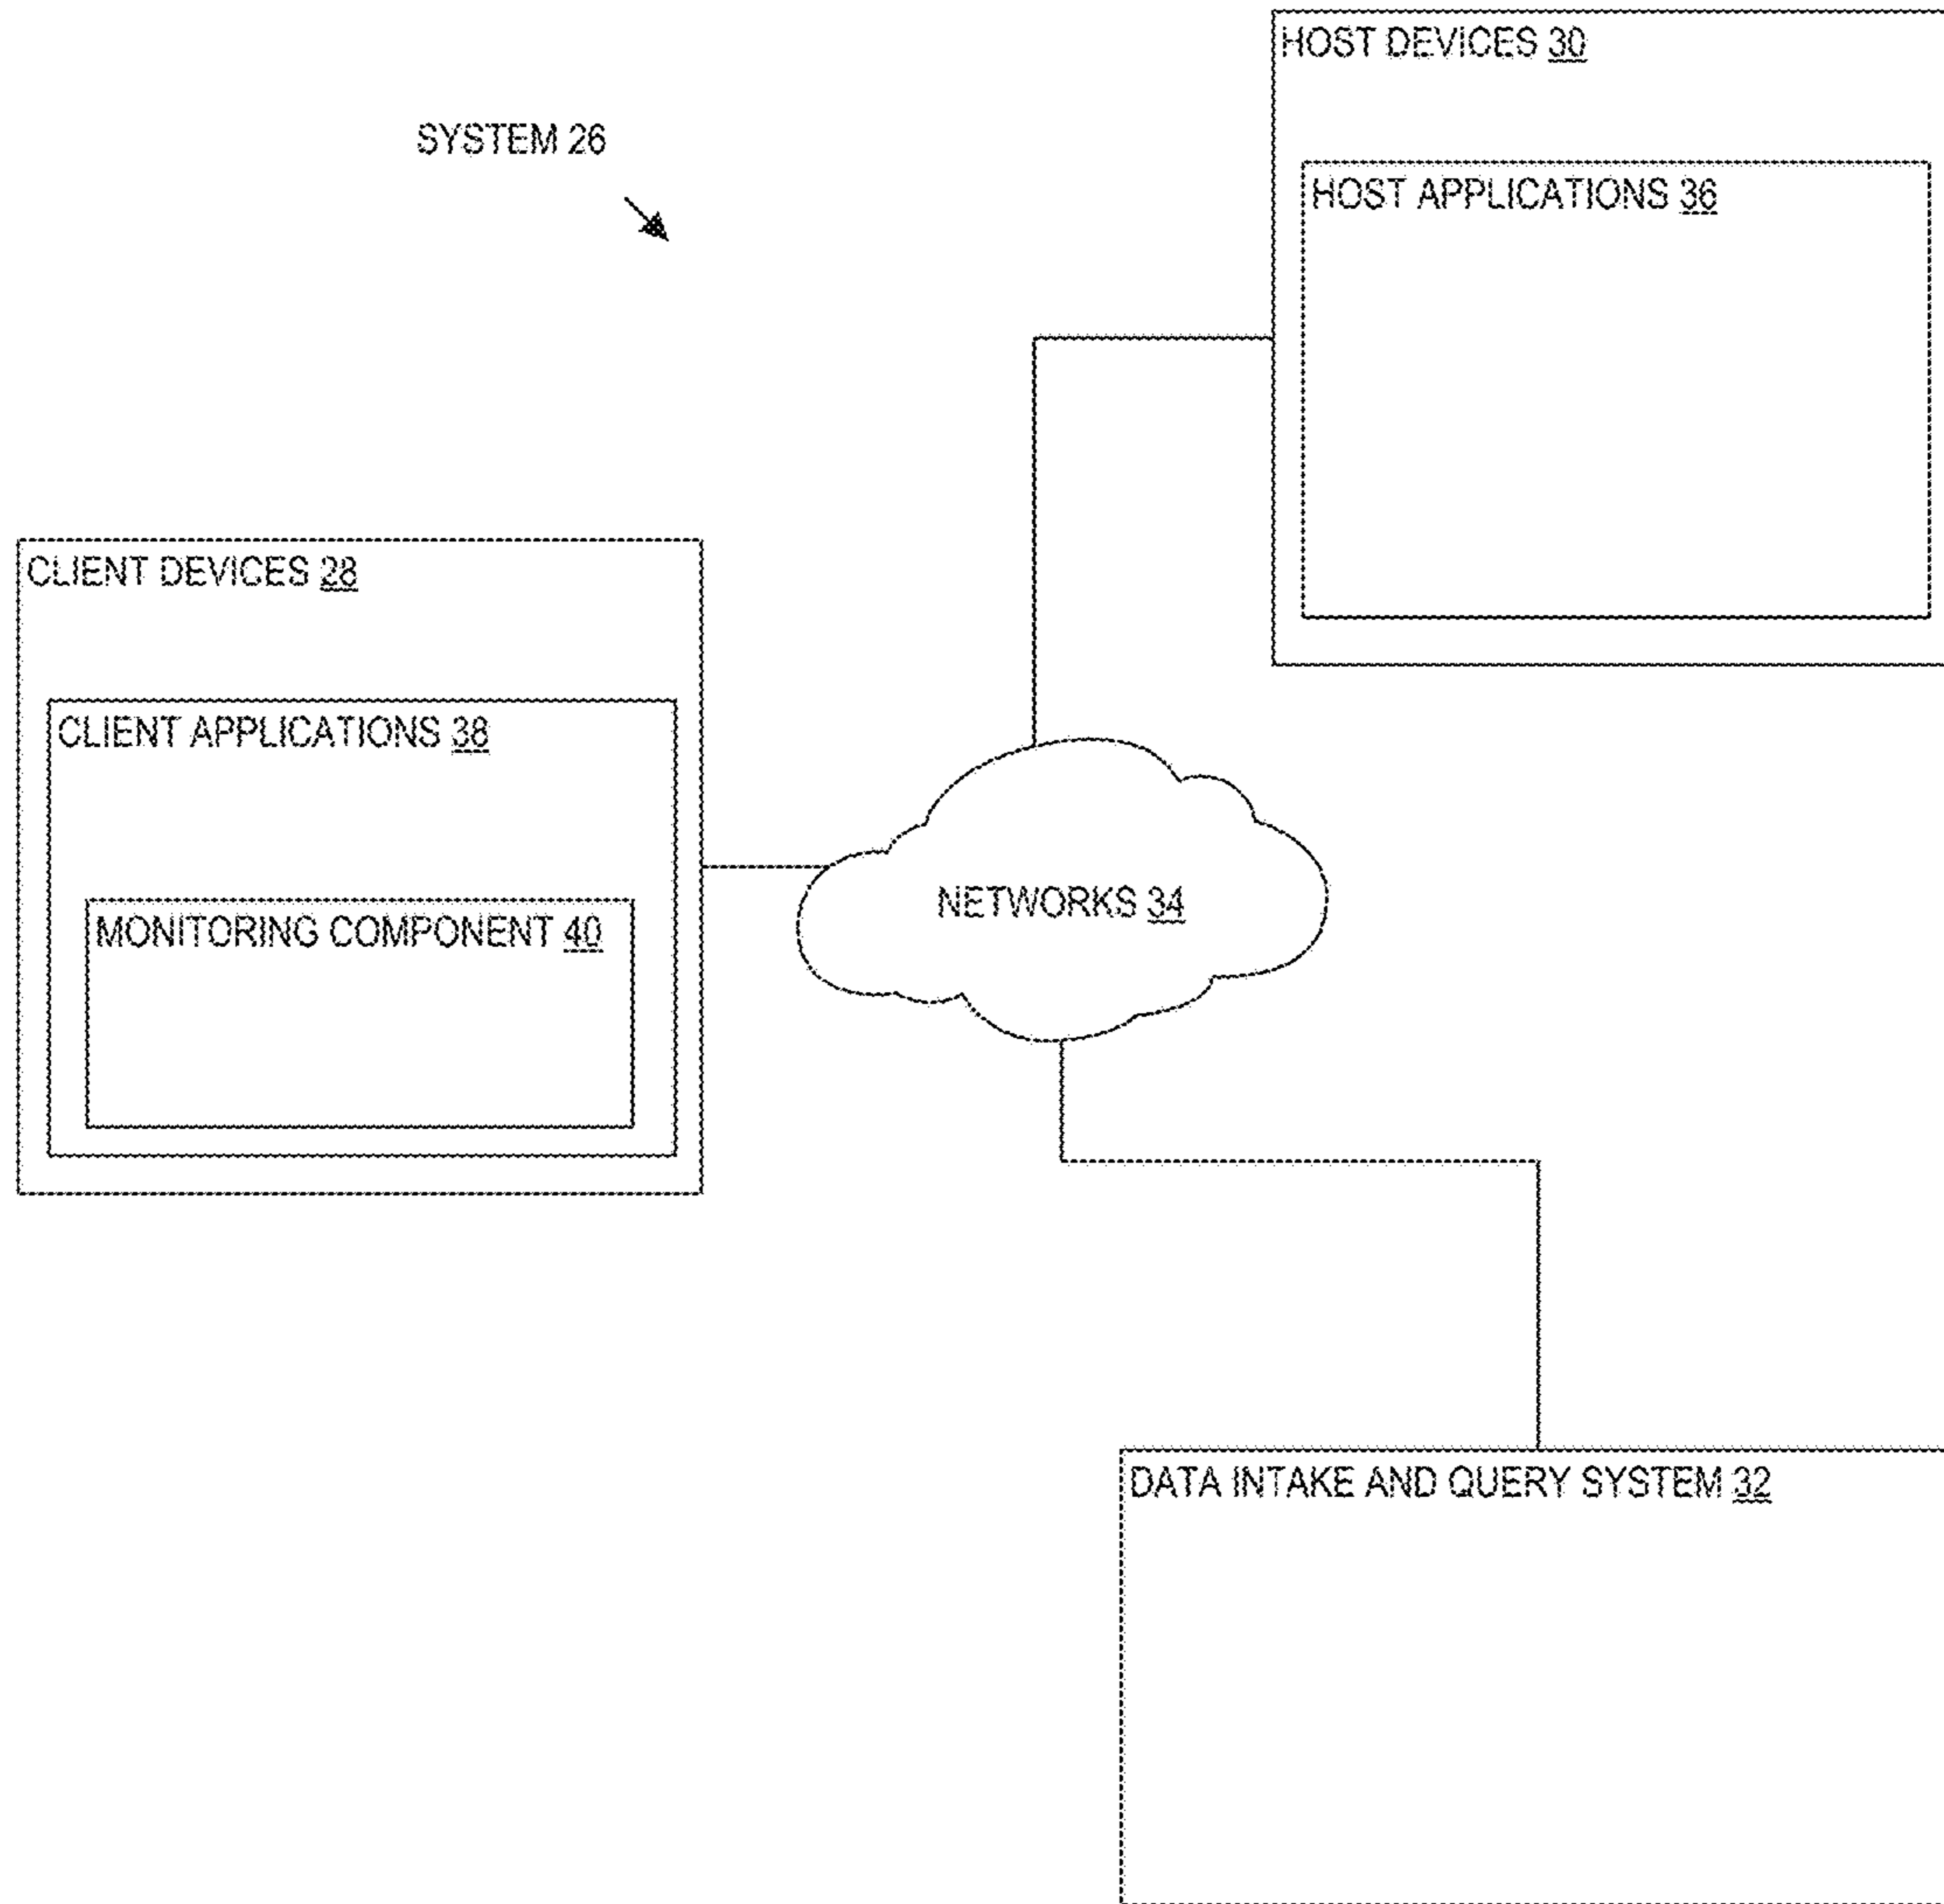 HOST DEVICES 30
SYSTEM 26
HOST APPLICATIONS 36
CLIENT DEVICES 28
CLIENT APPLICATIONS 38
NETWORKS 34
MONITORING COMPONENT 40
DATA INTAKE AND QUERY SYSTEM 32